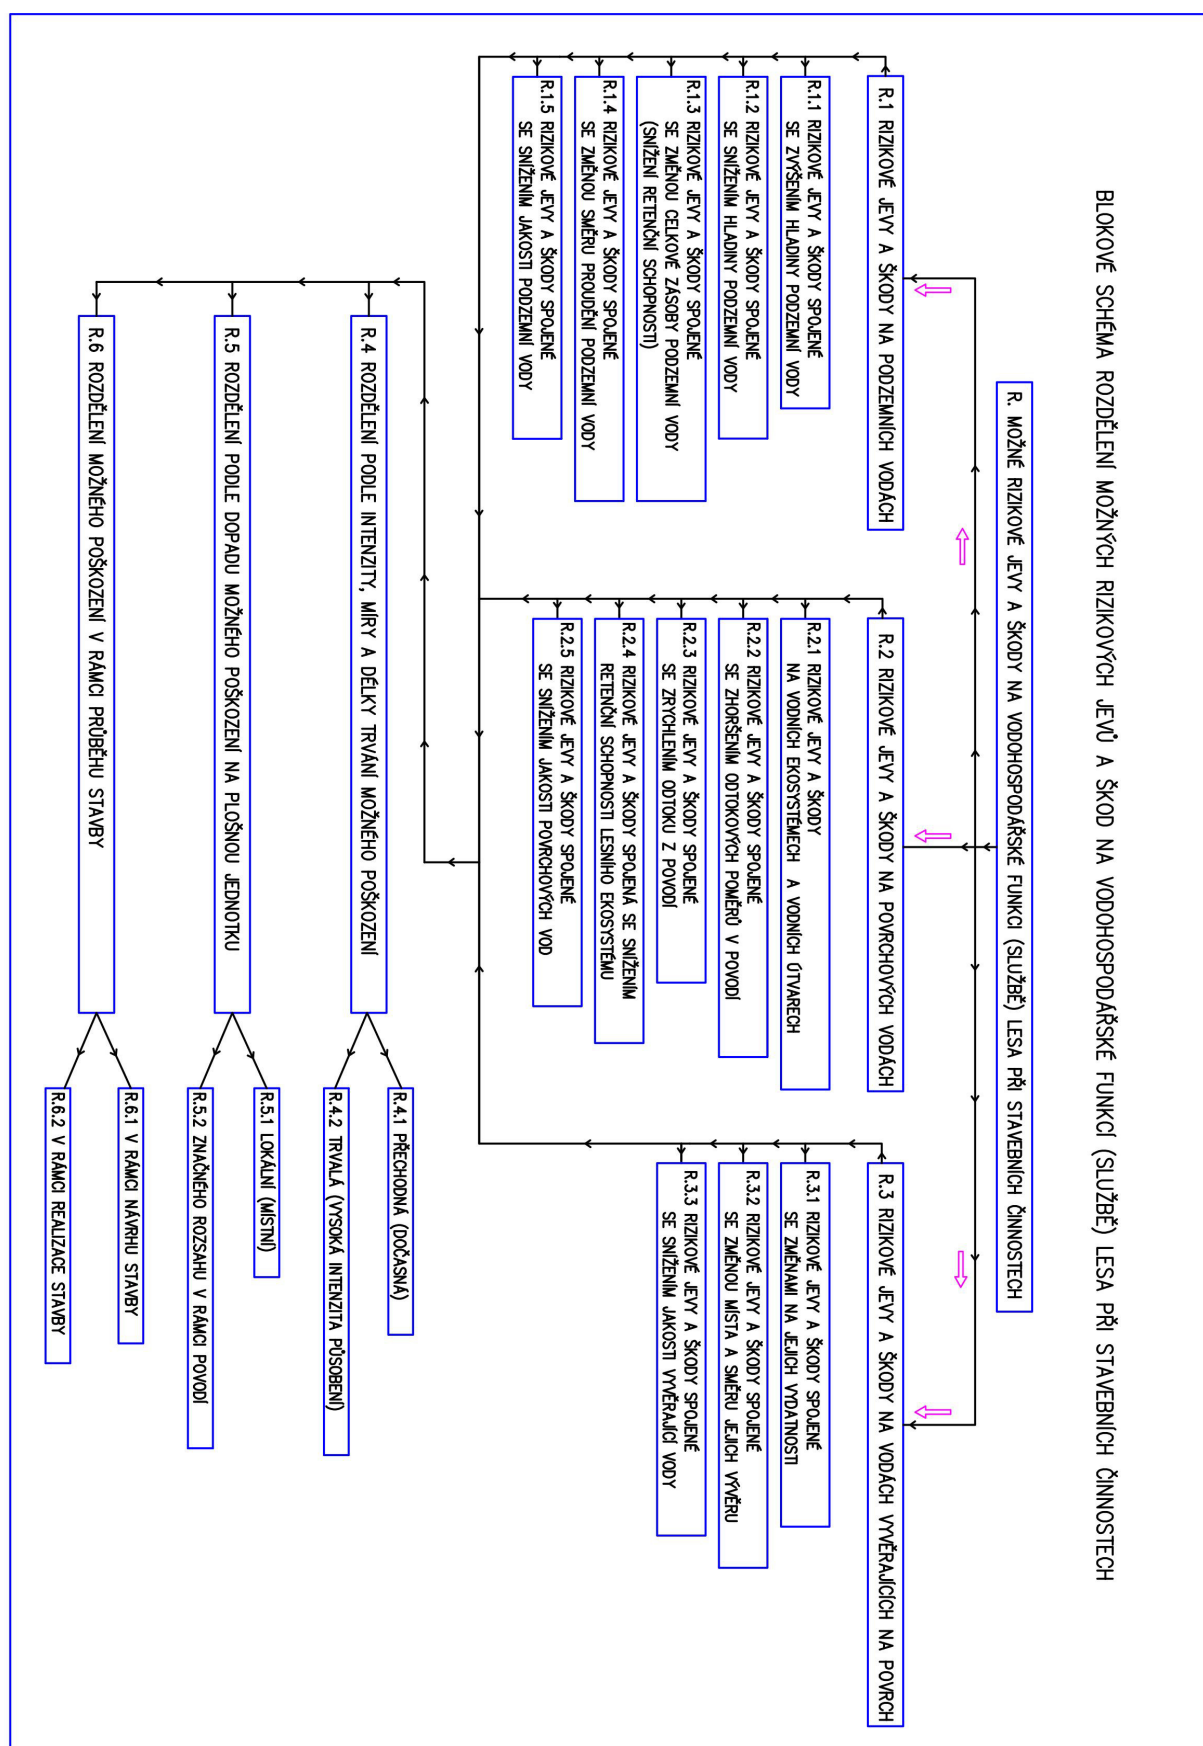 BLOKOVÉ SCHÉMA ROZDĚLENÍ MOŽNÝCH RIZIKOVÝCH JEVŮ A ŠKOD NA VODOHOSPODÁŘSKÉ FUNKCÍ (SLUŽBĚ) LESA PŘI STAVEBNÍCH ČINNOSTECH
R. MOŽNÉ RIZIKOVÉ JEVY A ŠKODY NA VODOHOSPODÁŘSKÉ FUNKCI (SLUŽBĚ) LESA PŘI STAVEBNÍCH ČINNOSTECH
R.1 RIZIKOVÉ JEVY A ŠKODY NA PODZEMNÍCH VODÁCH
R.1.1 RIZIKOVÉ JEVY A ŠKODY SPOJENÉ
SE ZVÝŠENÍM HLADINY PODZEMNÍ VODY
R.1.2 RIZIKOVÉ JEVY A ŠKODY SPOJENÉ
SE SNÍŽENÍM HLADINY PODZEMNÍ VODY
R.1.3 RIZIKOVÉ JEVY A ŠKODY SPOJENÉ
SE ZMĚNOU CELKOVÉ ZÁSOBY PODZEMNÍ VODY
(SNÍŽENÍ RETENČNÍ SCHOPNOSTI)
R.1.4 RIZIKOVÉ JEVY A ŠKODY SPOJENÉ
SE ZMĚNOU SMĚRU PROUDĚNÍ PODZEMNÍ VODY
R.1.5 RIZIKOVÉ JEVY A ŠKODY SPOJENÉ
SE SNÍŽENÍM JAKOSTI PODZEMNÍ VODY
R.2 RIZIKOVÉ JEVY A ŠKODY NA POVRCHOVÝCH VODÁCH
R.2.1 RIZIKOVÉ JEVY A ŠKODY
NA VODNÍCH EKOSYSTÉMECH A VODNÍCH ÚTVARECH
R.2.2 RIZIKOVÉ JEVY A ŠKODY SPOJENÉ
SE ZHORŠENÍM ODTOKOVÝCH POMĚRŮ V POVODÍ
R.2.3 RIZIKOVÉ JEVY A ŠKODY SPOJENÉ
SE ZRYCHLENÍM ODTOKU Z POVODÍ
R.2.4 RIZIKOVÉ JEVY A ŠKODY SPOJENÁ SE SNÍŽENÍM
RETENČNÍ SCHOPNOSTI LESNÍHO EKOSYSTÉMU
R.2.5 RIZIKOVÉ JEVY A ŠKODY SPOJENÉ
SE SNÍŽENÍM JAKOSTI POVRCHOVÝCH VOD
R.3 RIZIKOVÉ JEVY A ŠKODY NA VODÁCH VYVĚRAJÍCÍCH NA POVRCH
R.3.1 RIZIKOVÉ JEVY A ŠKODY SPOJENÉ
SE ZMĚNAMI NA JEJICH VYDATNOSTI
R.3.2 RIZIKOVÉ JEVY A ŠKODY SPOJENÉ
SE ZMĚNOU MÍSTA A SMĚRU JEJICH VÝVĚRU
R.3.3 RIZIKOVÉ JEVY A ŠKODY SPOJENÉ
SE SNÍŽENÍM JAKOSTI VYVĚRAJÍCÍ VODY
R.4 ROZDĚLENÍ PODLE INTENZITY, MÍRY A DÉLKY TRVÁNÍ MOŽNÉHO POŠKOZENÍ
R.4.1 PŘECHODNÁ (DOČASNÁ)
R.4.2 TRVALÁ (VYSOKÁ INTENZITA PŮSOBENÍ)
R.5 ROZDĚLENÍ PODLE DOPADU MOŽNÉHO POŠKOZENÍ NA PLOŠNOU JEDNOTKU
R.5.1 LOKÁLNÍ (MÍSTNÍ)
R.5.2 ZNAČNÉHO ROZSAHU V RÁMCI POVODÍ
R.6 ROZDĚLENÍ MOŽNÉHO POŠKOZENÍ V RÁMCI PRŮBĚHU STAVBY
R.6.1 V RÁMCI NÁVRHU STAVBY
R.6.2 V RÁMCI REALIZACE STAVBY